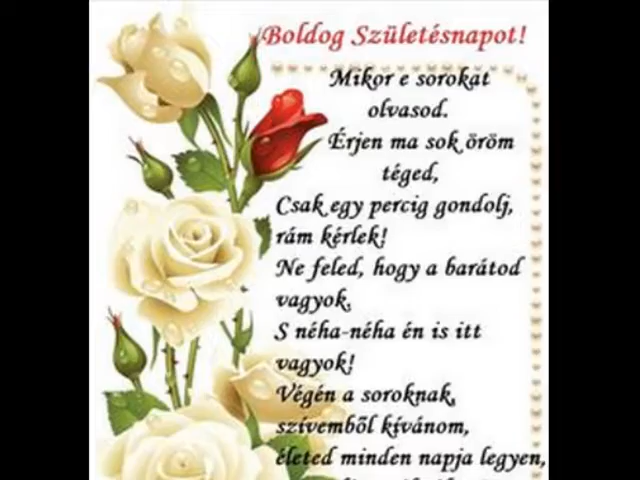 Boldog Születésnapot!
Mikor e sorokat
olvasod.
Érjen ma sok öröm
téged,
Csak egy percig gondolj,
rám kérlek!
Ne feled, hogy a barátod
vagyok.
S néha-néha én is itt
vagyok!
Végén a soroknak,
szívemből kívánom,
életed minden napja legyen,